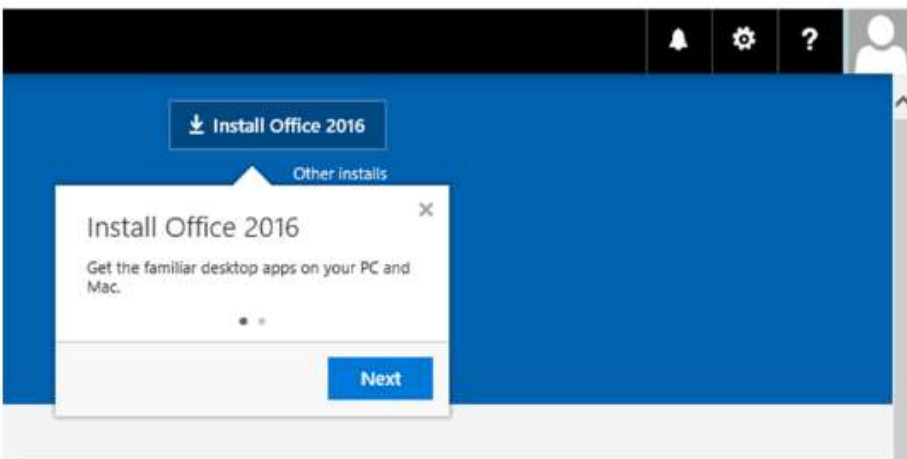 ?
Install Office 2016
Other installs
Install Office 2016
Get the familiar desktop apps on your PC and
Mac.
Next